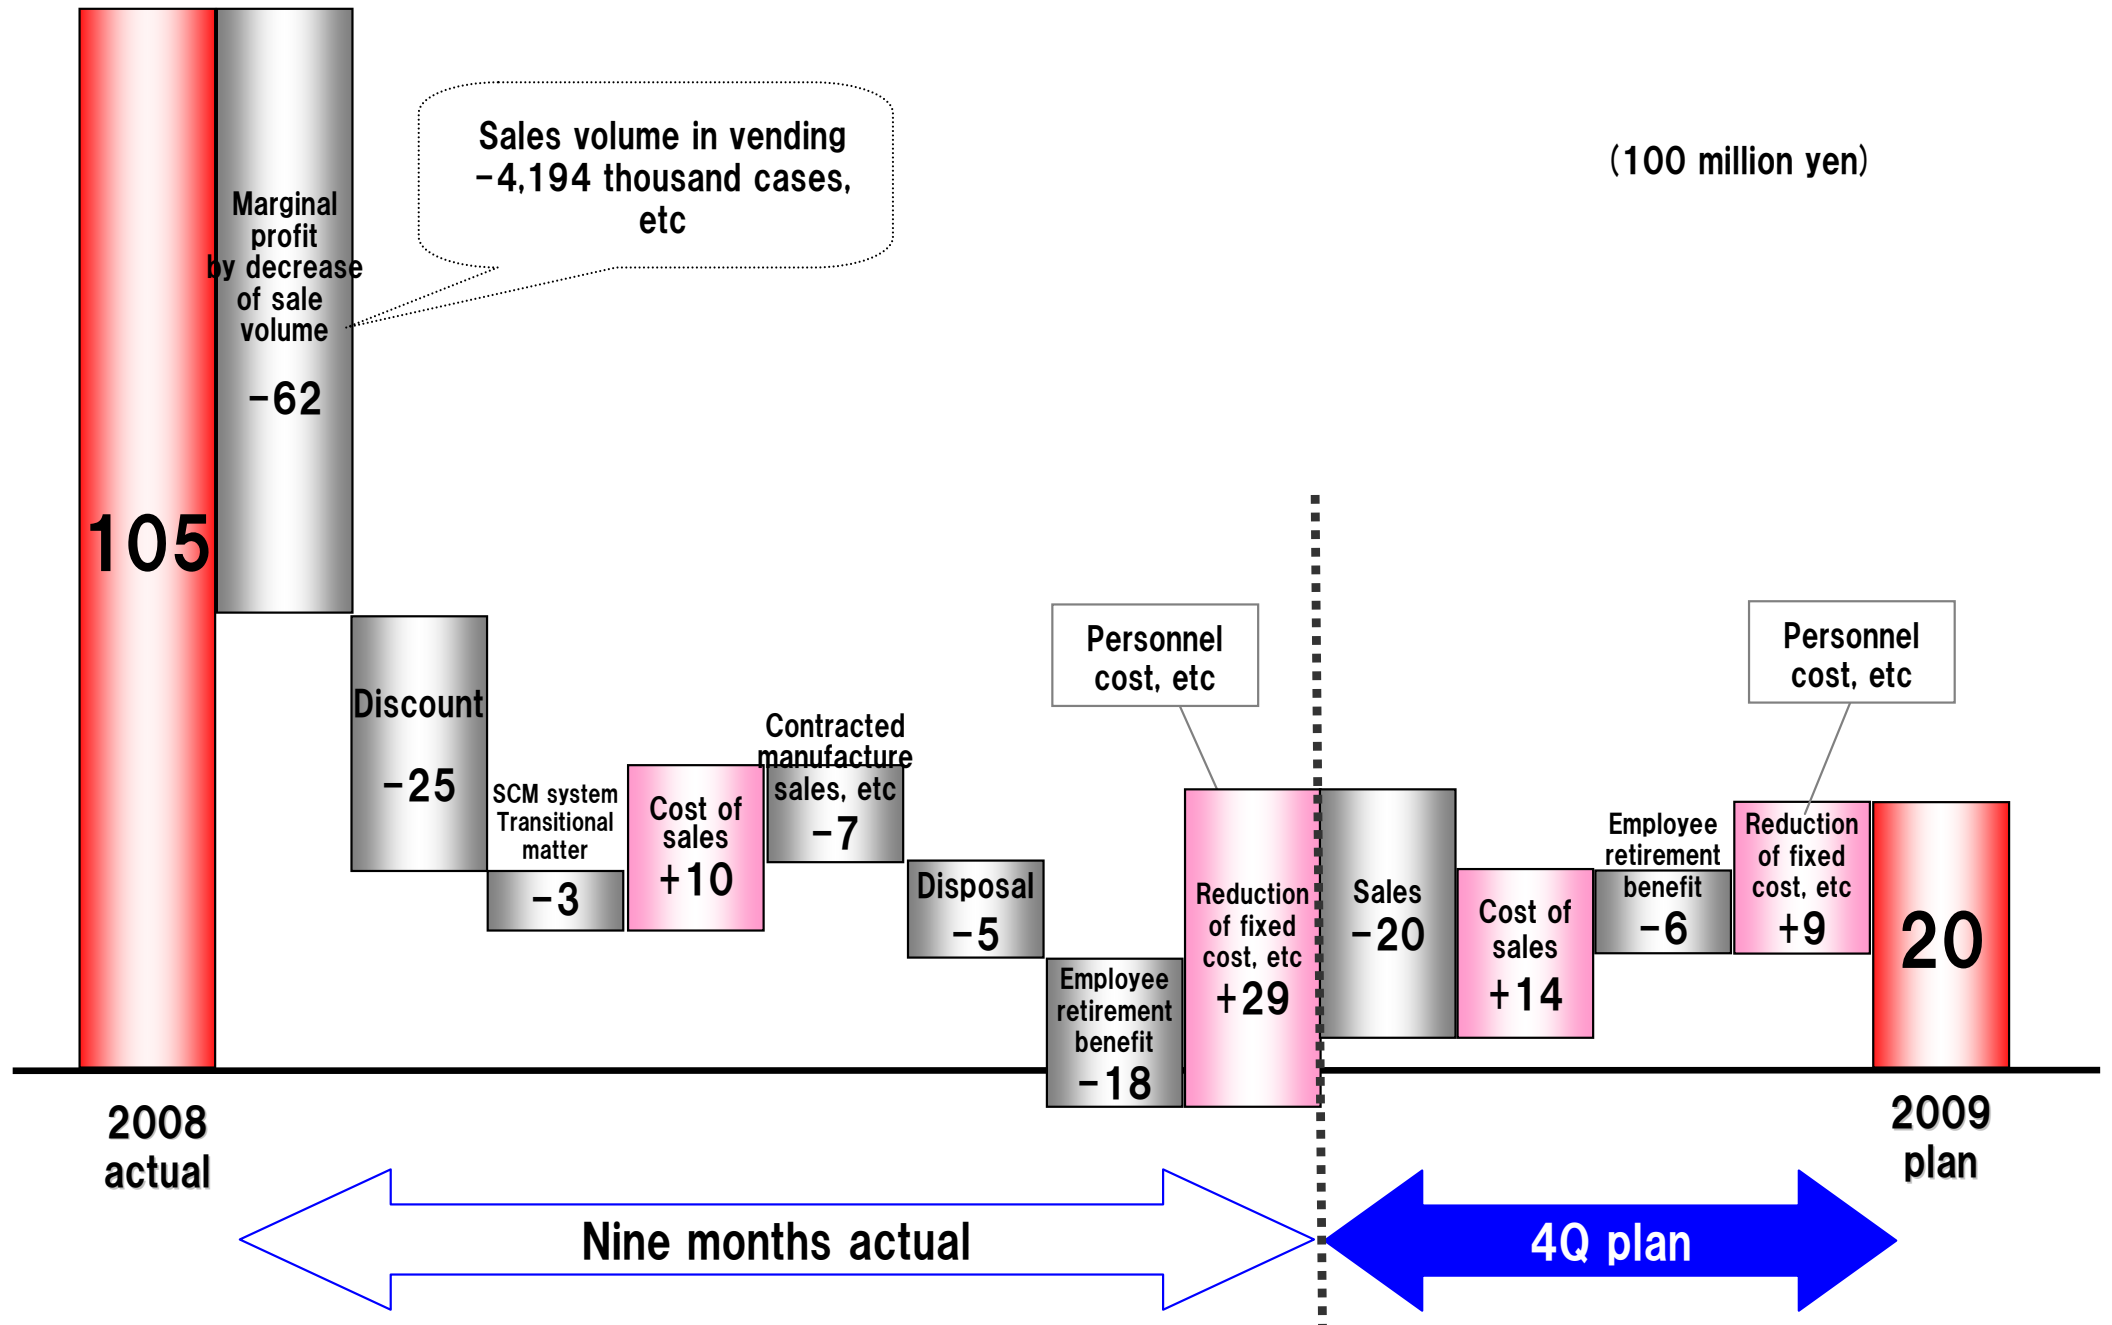 Sales volume in vending
-4,194 thousand cases,
etc
(100 million yen)
105
Marginal
profit
by decrease
of sale
volume
-62
Discount
-25
SCM system
Transitional
matter
-3
Cost of
sales
+10
Contracted
manufacture
sales, etc
-7
Disposal
-5
Employee
retirement
benefit
-18
Personnel
cost, etc
Reduction
of fixed
cost, etc
+29
Sales
-20
Cost of
sales
+14
Employee
retirement
benefit
-6
Personnel
cost, etc
Reduction
of fixed
cost, etc
+9
20
2008
actual
2009
plan
Nine months actual
4Q plan